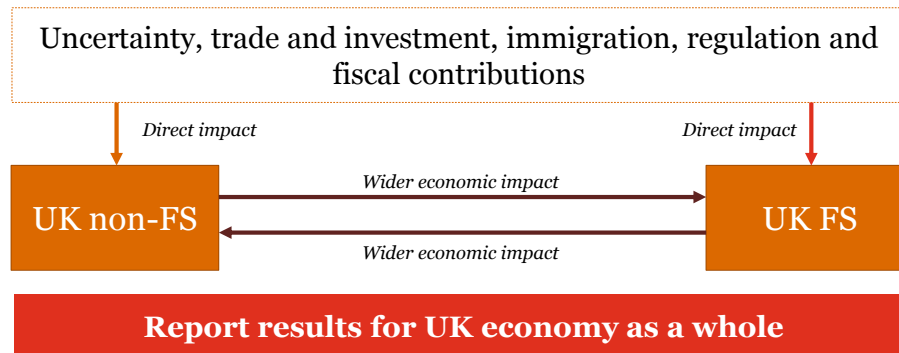 Uncertainty, trade and investment, immigration, regulation and
fiscal contributions
Direct impact
Direct impact
Wider economic impact
UK non-FS
UK FS
Wider economic impact
Report results for UK economy as a whole